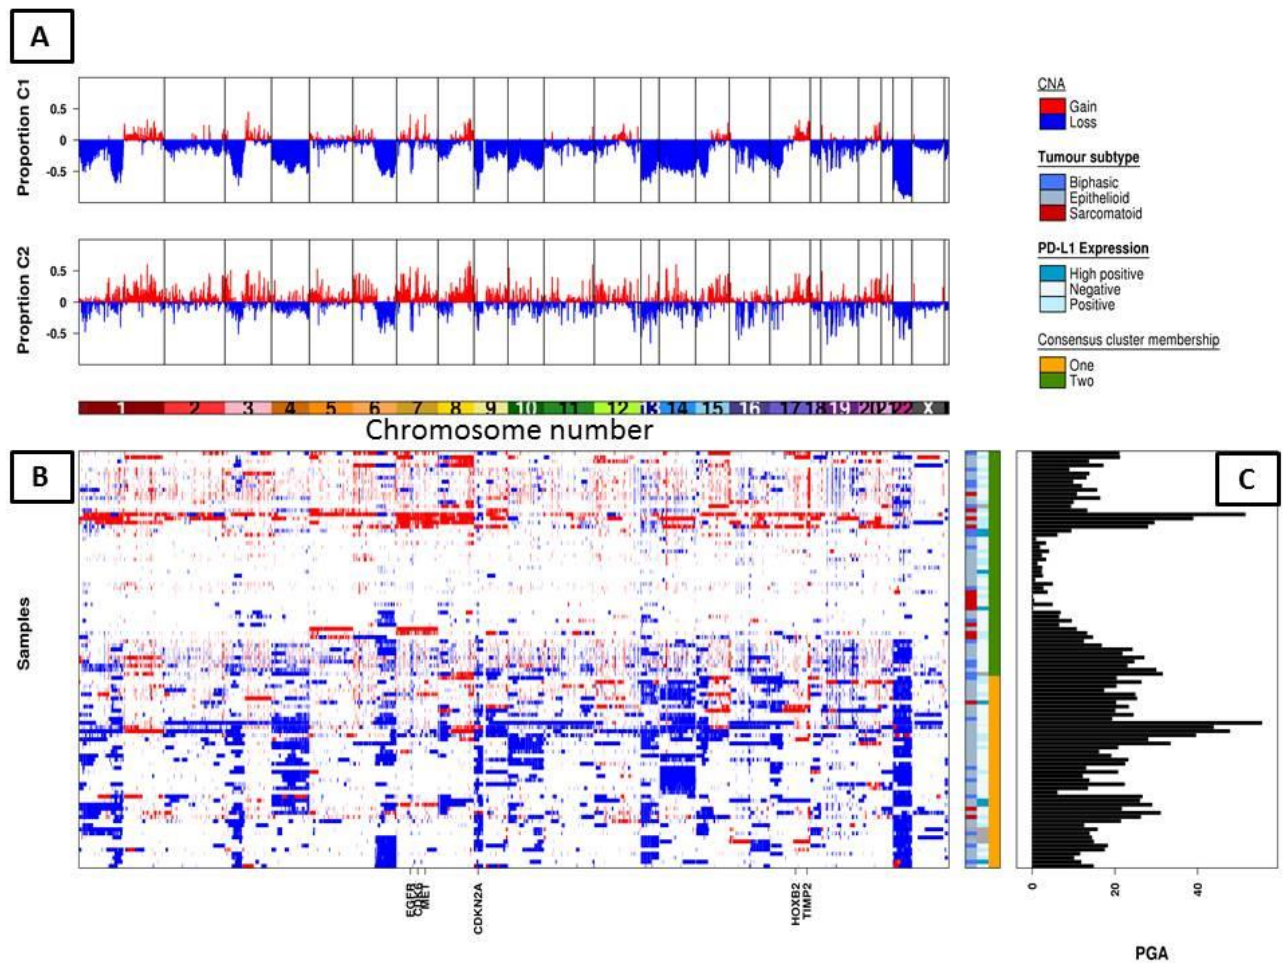 A
Proportion C1
0.5
0
-0.5
Proportion C2
0.5
0
-0.5
CNA
Gain
Loss
Tumour subtype
Biphasic
Epithelioid
Sarcomatoid
PD-L1 Expression
High positive
Negative
Positive
Consensus cluster membership
One
Two
1 2 3 4 5 6 7 8 9 10 11 12 13 14 15 16 17 18 19 20 21 22 X
Chromosome number
B
C
Samples
EGFR
CDK6
MET
CDKN2A
HOXB2
TIMP2
0 20 40
PGA